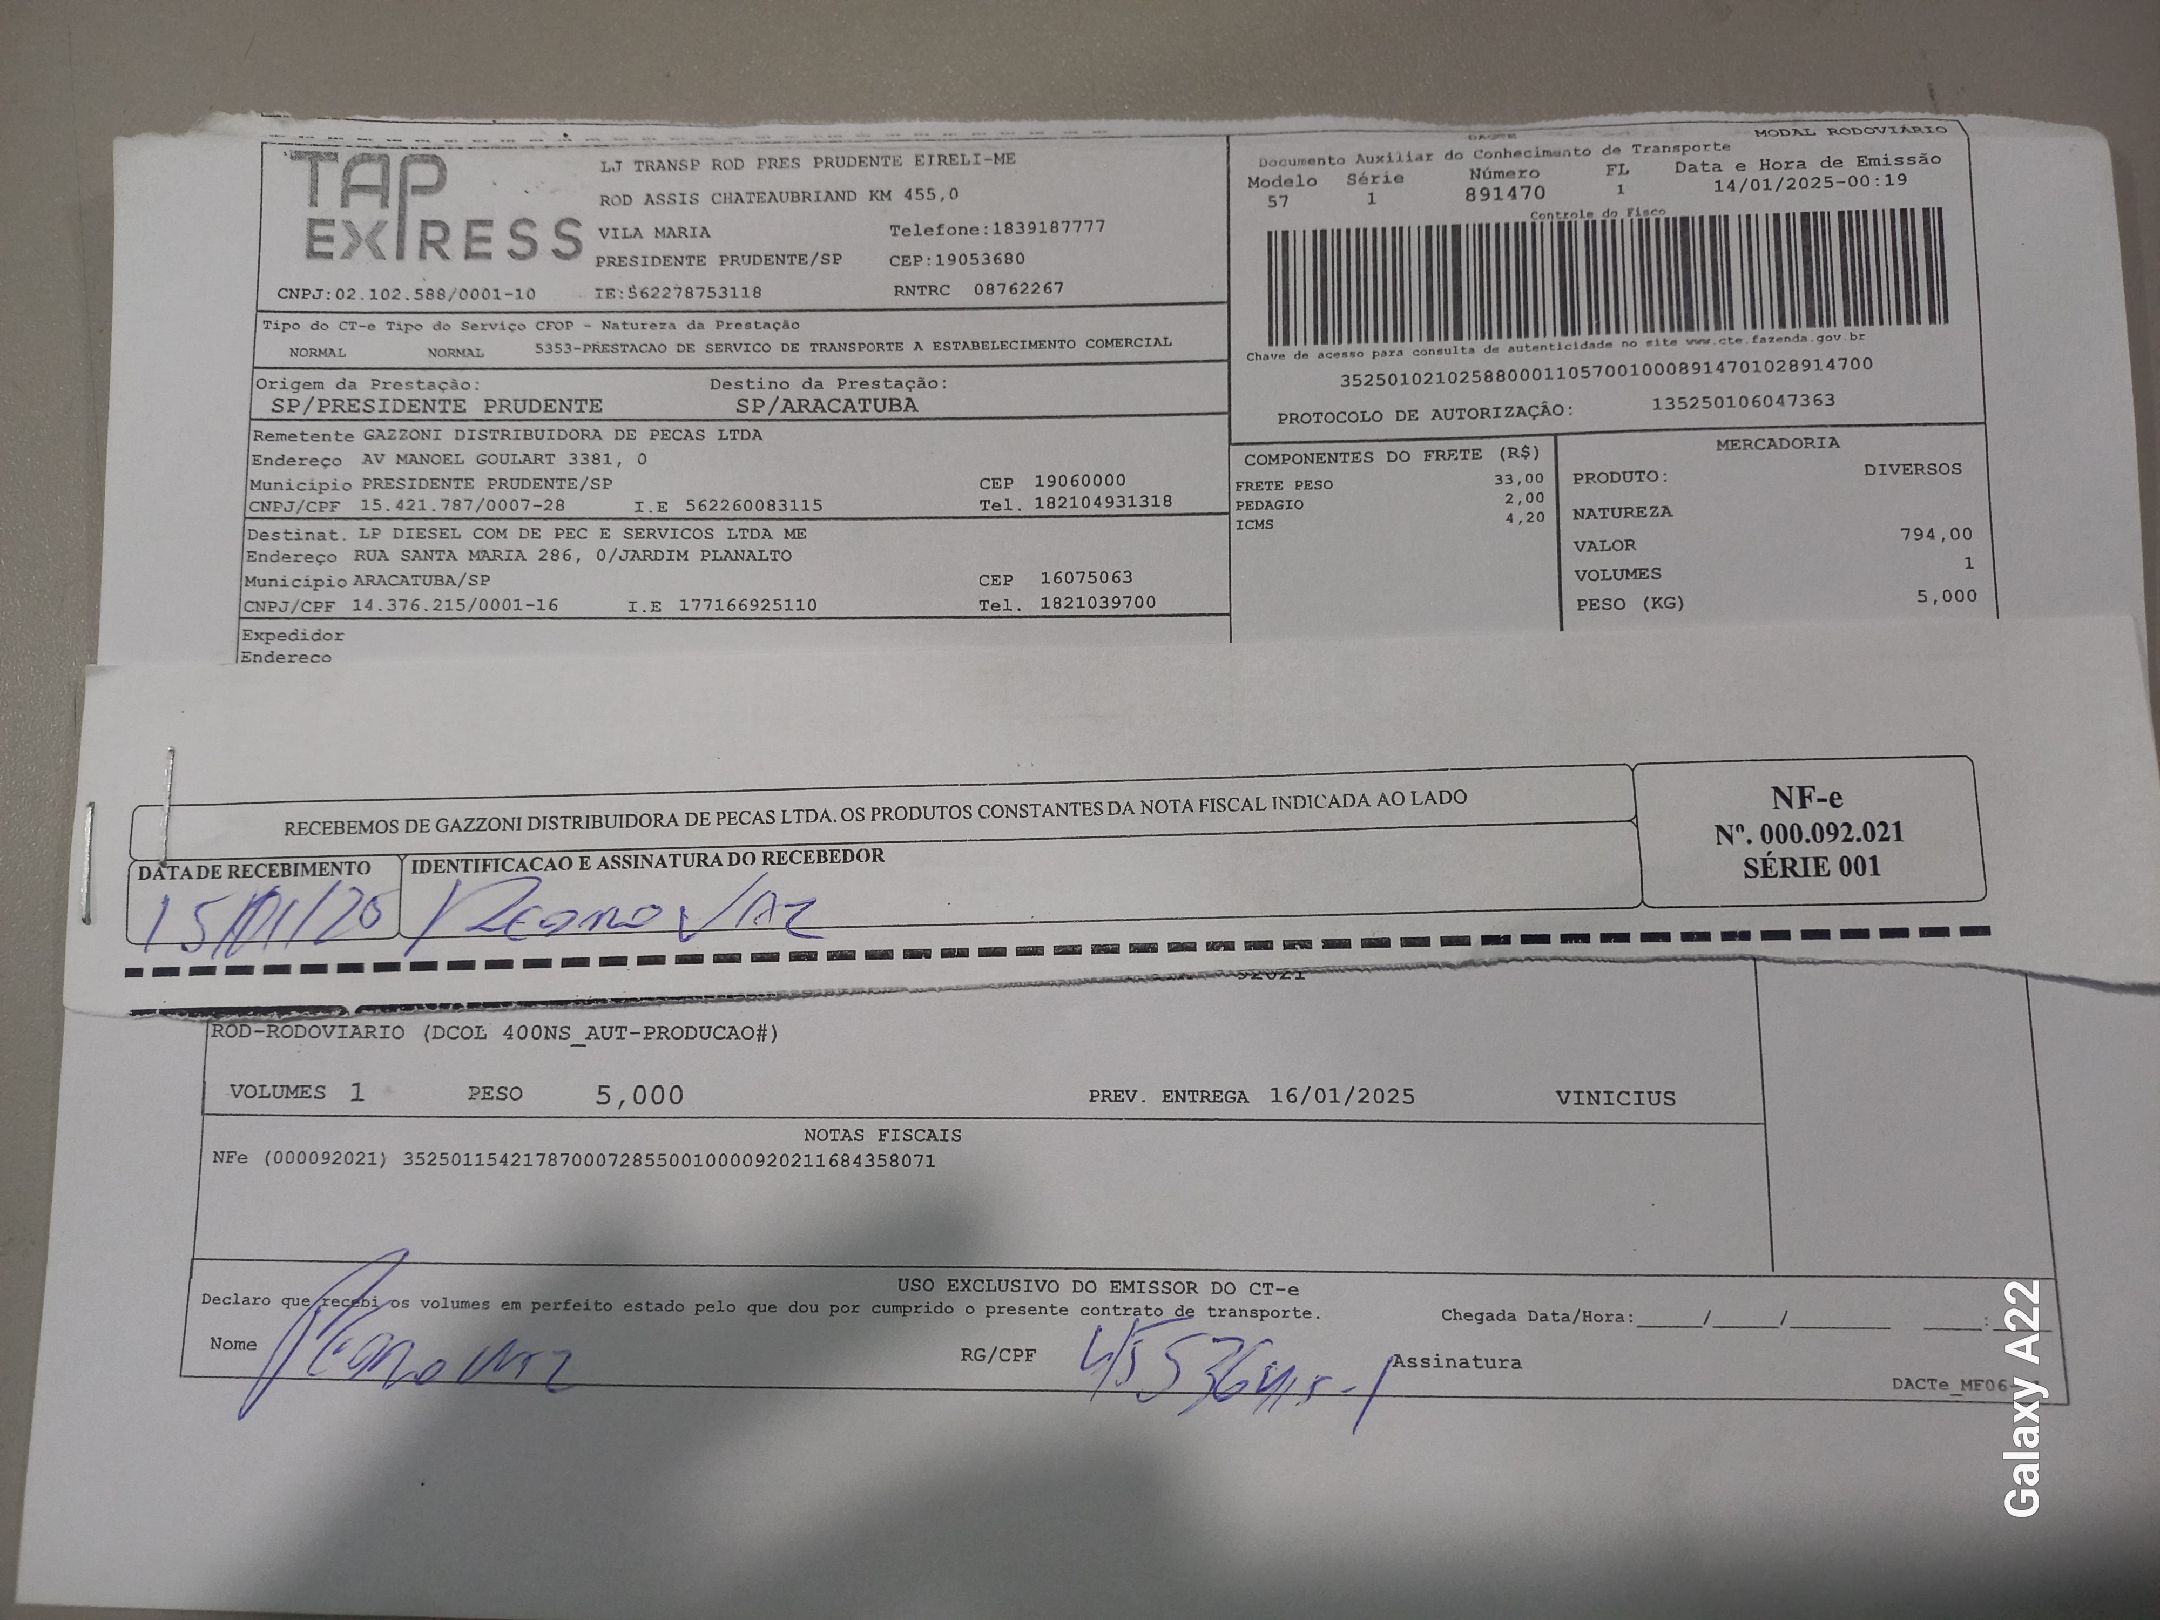 DACTE
MODAL RODOVIÁRIO
TAP EXPRESS
LJ TRANSP ROD PRES PRUDENTE EIRELI-ME
ROD ASSIS CHATEAUBRIAND KM 455,0
VILA MARIA Telefone:1839187777
PRESIDENTE PRUDENTE/SP CEP:19053680
CNPJ:02.102.588/0001-10 IE:562278753118 RNTRC 08762267
Documento Auxiliar do Conhecimento de Transporte
Modelo Série Número FL Data e Hora de Emissão
57 1 891470 1 14/01/2025-00:19
Controle do Fisco
Chave de acesso para consulta de autenticidade no site www.cte.fazenda.gov.br
35250102102588000110570010008914701028914700
PROTOCOLO DE AUTORIZAÇÃO: 135250106047363
Tipo do CT-e Tipo do Serviço CFOP - Natureza da Prestação
NORMAL NORMAL 5353-PRESTACAO DE SERVICO DE TRANSPORTE A ESTABELECIMENTO COMERCIAL
Origem da Prestação: Destino da Prestação:
SP/PRESIDENTE PRUDENTE SP/ARACATUBA
Remetente GAZZONI DISTRIBUIDORA DE PECAS LTDA
Endereço AV MANOEL GOULART 3381, 0
Município PRESIDENTE PRUDENTE/SP CEP 19060000
CNPJ/CPF 15.421.787/0007-28 I.E 562260083115 Tel. 182104931318
Destinat. LP DIESEL COM DE PEC E SERVICOS LTDA ME
Endereço RUA SANTA MARIA 286, 0/JARDIM PLANALTO
Município ARACATUBA/SP CEP 16075063
CNPJ/CPF 14.376.215/0001-16 I.E 177166925110 Tel. 1821039700
Expedidor
Endereco
COMPONENTES DO FRETE (R$)
FRETE PESO 33,00
PEDAGIO 2,00
ICMS 4,20
MERCADORIA
PRODUTO: DIVERSOS
NATUREZA
VALOR 794,00
VOLUMES 1
PESO (KG) 5,000
RECEBEMOS DE GAZZONI DISTRIBUIDORA DE PECAS LTDA. OS PRODUTOS CONSTANTES DA NOTA FISCAL INDICADA AO LADO
DATA DE RECEBIMENTO IDENTIFICACAO E ASSINATURA DO RECEBEDOR
15/01/25
NF-e
Nº. 000.092.021
SÉRIE 001
92021
ROD-RODOVIARIO (DCOL 400NS_AUT-PRODUCAO#)
VOLUMES 1 PESO 5,000 PREV. ENTREGA 16/01/2025 VINICIUS
NOTAS FISCAIS
NFe (000092021) 35250115421787000728550010000920211684358071
USO EXCLUSIVO DO EMISSOR DO CT-e
Declaro que recebi os volumes em perfeito estado pelo que dou por cumprido o presente contrato de transporte. Chegada Data/Hora:_____/_____/________ ____:____
Nome RG/CPF Assinatura
DACTe_MF06
Galaxy A22